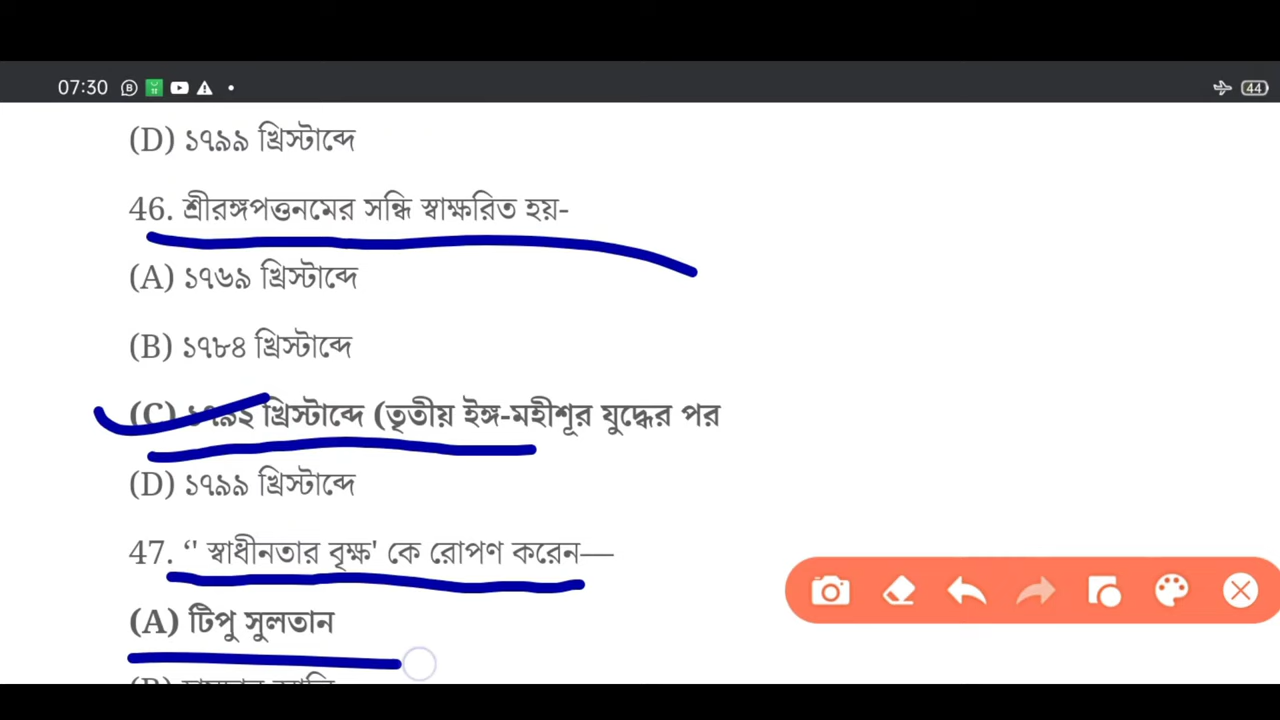 07:30
44
(D) ১৭৯৯ খ্রিস্টাব্দে
46. শ্রীরঙ্গপত্তনমের সন্ধি স্বাক্ষরিত হয়-
(A) ১৭৬৯ খ্রিস্টাব্দে
(B) ১৭৮৪ খ্রিস্টাব্দে
(C) ১৭৯২ খ্রিস্টাব্দে (তৃতীয় ইঙ্গ-মহীশূর যুদ্ধের পর
(D) ১৭৯৯ খ্রিস্টাব্দে
47. ‘' স্বাধীনতার বৃক্ষ' কে রোপণ করেন—
(A) টিপু সুলতান
(B)